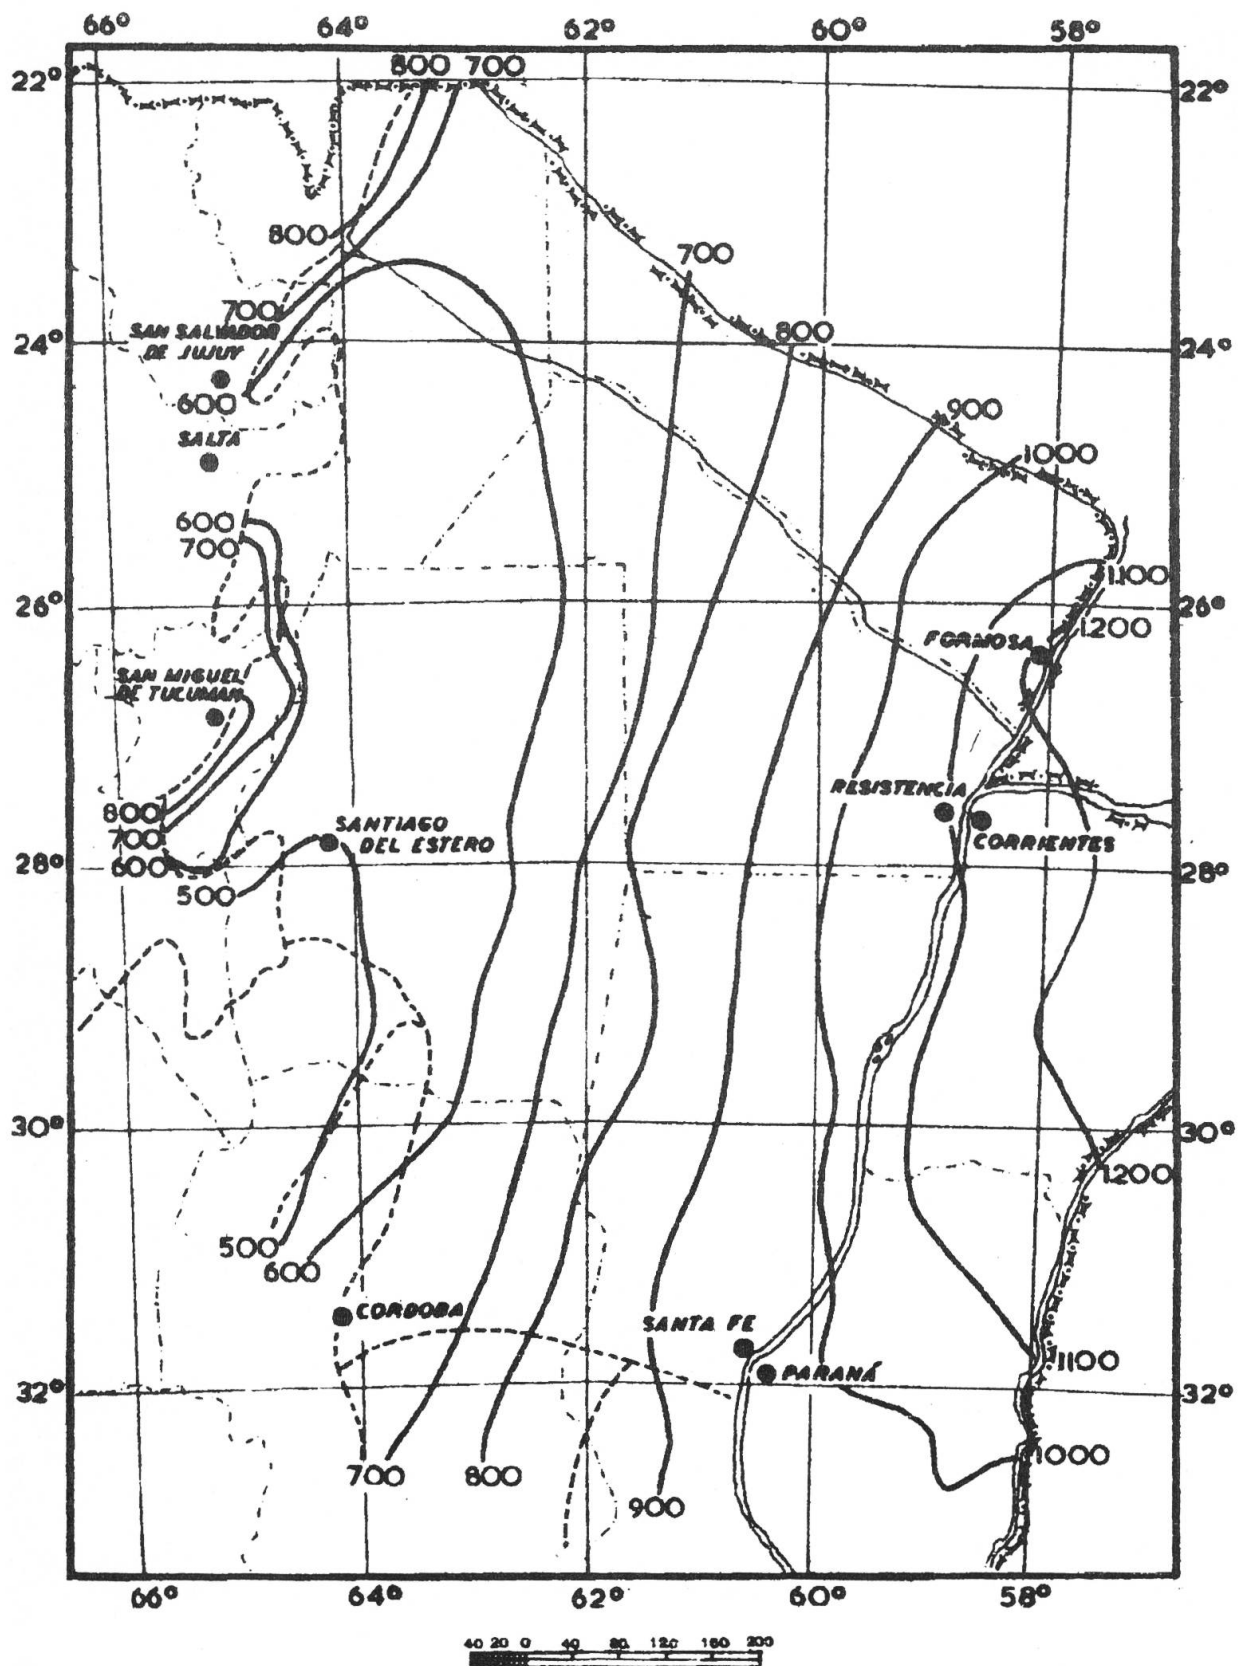 66° 64° 62° 60° 58°
22° 800 700 22°
800
700
700
SAN SALVADOR
DE JUJUY
24° 800 24°
600
900
SALTA
1000
600
700
1100
26° 26°
1200
FORMOSA
SAN MIGUEL
DE TUCUMAN
RESISTENCIA
800
SANTIAGO
DEL ESTERO
700
CORRIENTES
600
28° 28°
500
30° 30°
1200
500
600
CORDOBA
SANTA FE
1100
PARANÁ
32° 32°
1000
700 800
900
66° 64° 62° 60° 58°
40 20 0 40 80 120 160 200